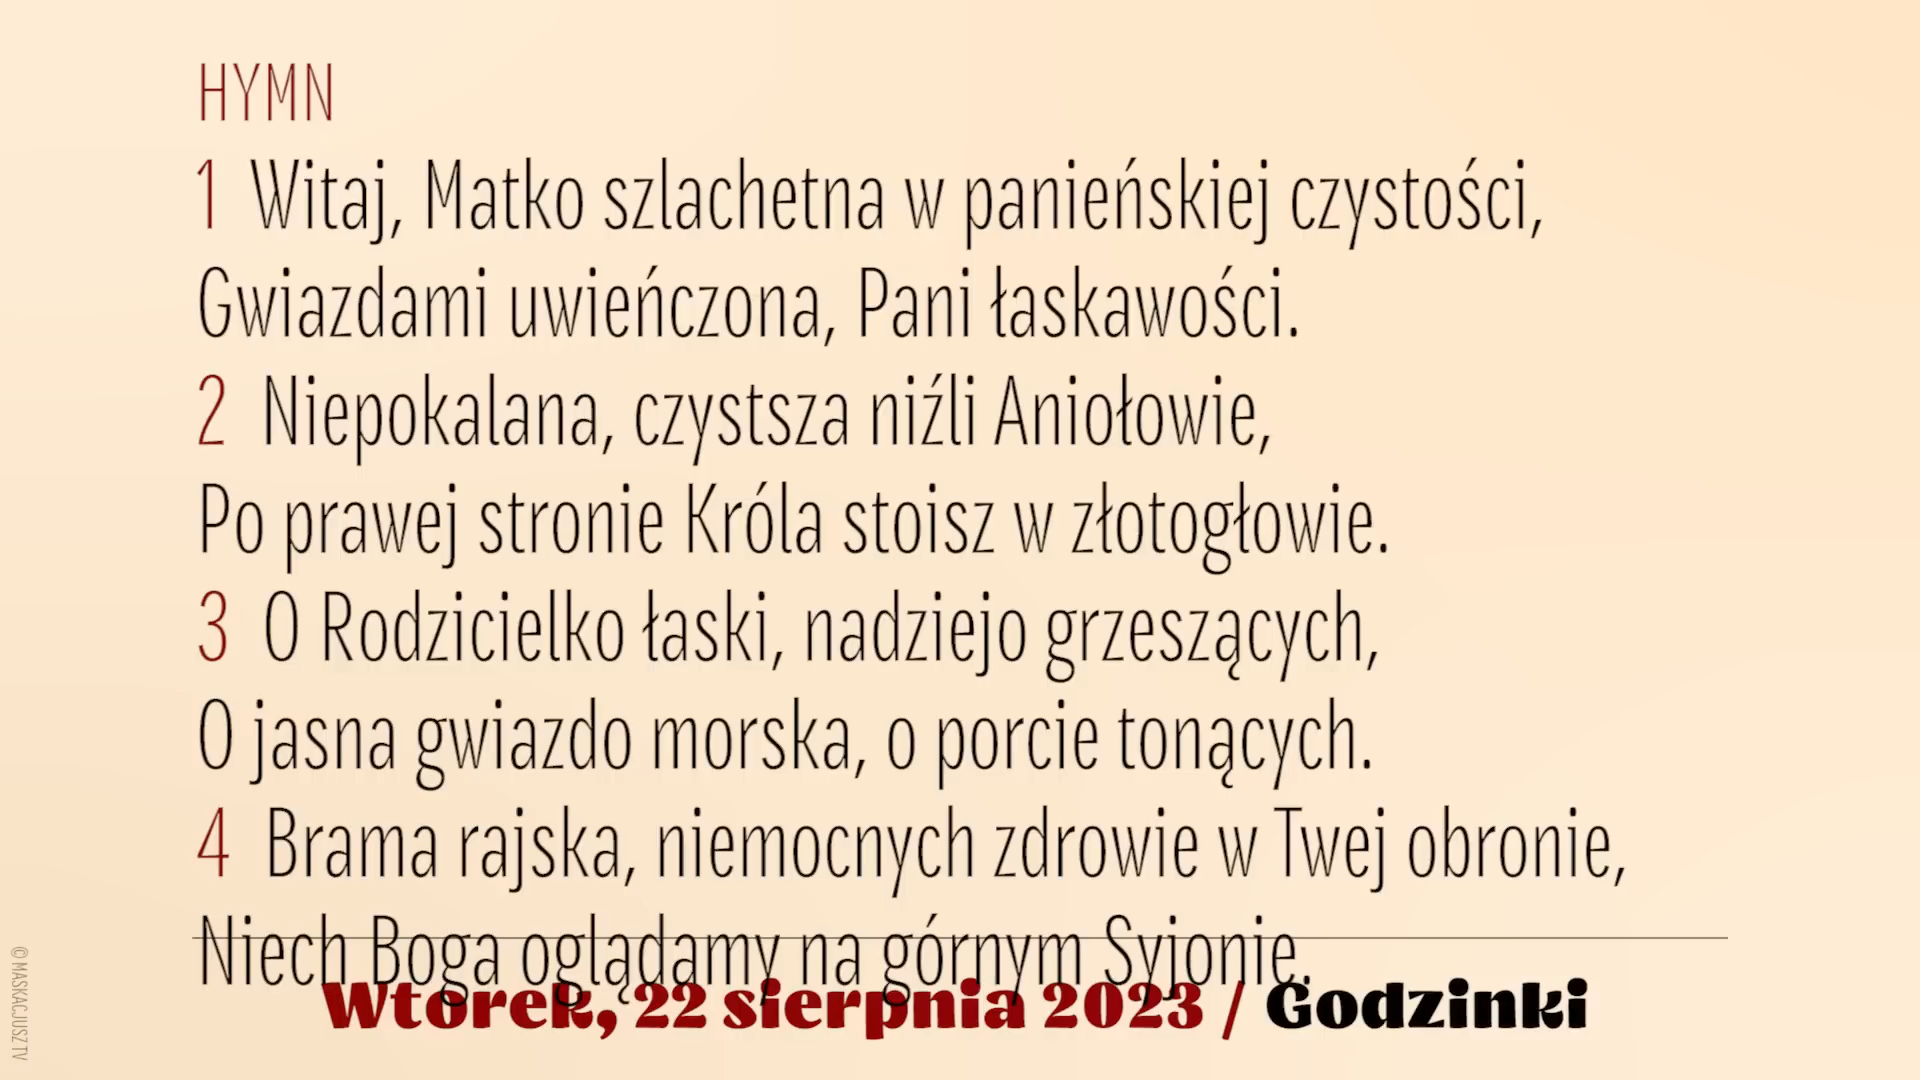 HYMN
1 Witaj, Matko szlachetna w panieńskiej czystości,
Gwiazdami uwieńczona, Pani łaskawości.
2 Niepokalana, czystsza niźli Aniołowie,
Po prawej stronie Króla stoisz w złotogłowie.
3 O Rodzicielko łaski, nadziejo grzeszących,
O jasna gwiazdo morska, o porcie tonących.
4 Brama rajska, niemocnych zdrowie w Twej obronie,
Niech Boga oglądamy na górnym Syjonie.
Wtorek, 22 sierpnia 2023 / Godzinki
© MASKACJUSZ TV